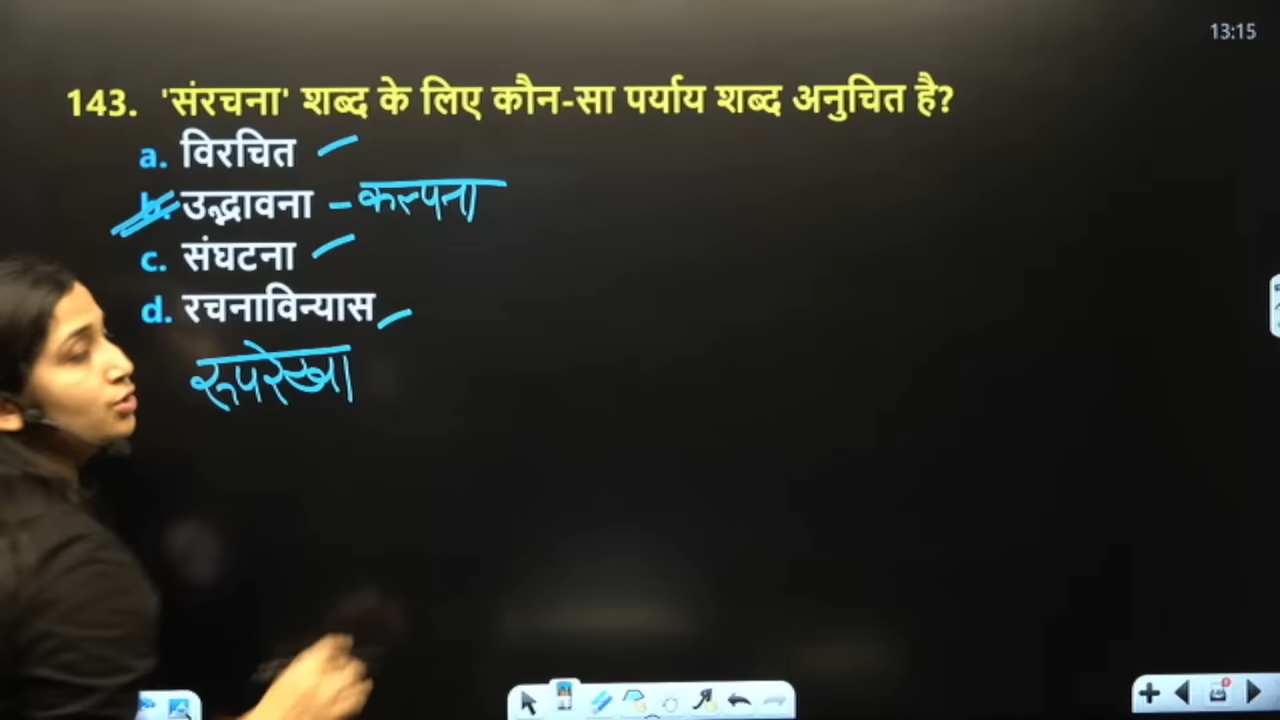 13:15
143. 'संरचना' शब्द के लिए कौन-सा पर्याय शब्द अनुचित है?
a. विरचित
b. उद्भावना - कल्पना
c. संघटना
d. रचनाविन्यास
रूपरेखा